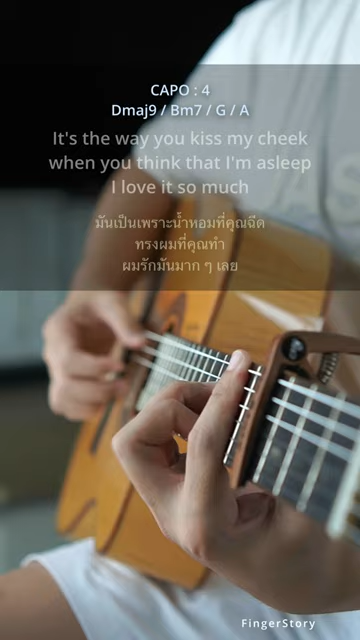 CAPO : 4
Dmaj9 / Bm7 / G / A
It's the way you kiss my cheek
when you think that I'm asleep
I love it so much
มันเป็นเพราะน้ำหอมที่คุณฉีด
ทรงผมที่คุณทำ
ผมรักมันมาก ๆ เลย
FingerStory